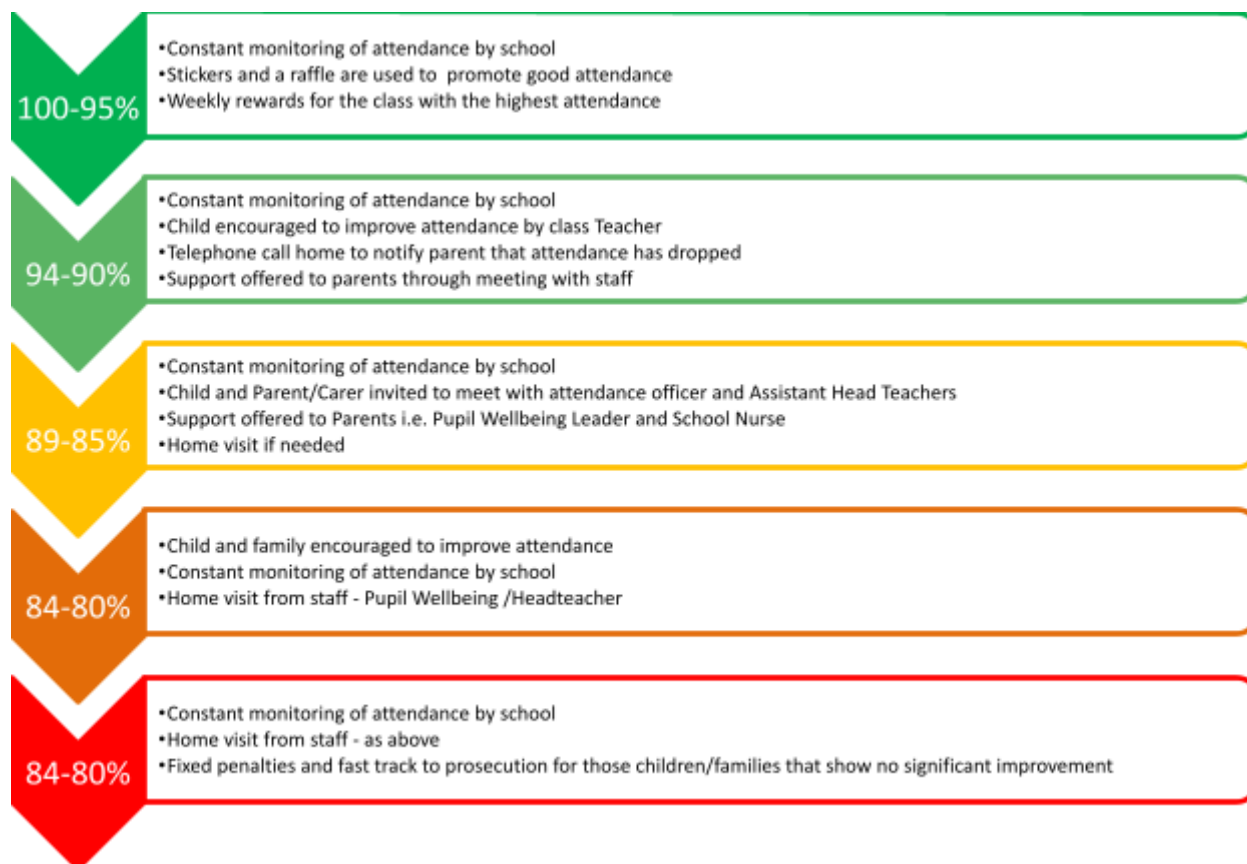 100-95%
•Constant monitoring of attendance by school
•Stickers and a raffle are used to  promote good attendance
•Weekly rewards for the class with the highest attendance
94-90%
•Constant monitoring of attendance by school
•Child encouraged to improve attendance by class Teacher
•Telephone call home to notify parent that attendance has dropped
•Support offered to parents through meeting with staff
89-85%
•Constant monitoring of attendance by school
•Child and Parent/Carer invited to meet with attendance officer and Assistant Head Teachers
•Support offered to Parents i.e. Pupil Wellbeing Leader and School Nurse
•Home visit if needed
84-80%
•Child and family encouraged to improve attendance
•Constant monitoring of attendance by school
•Home visit from staff - Pupil Wellbeing /Headteacher
84-80%
•Constant monitoring of attendance by school
•Home visit from staff - as above
•Fixed penalties and fast track to prosecution for those children/families that show no significant improvement